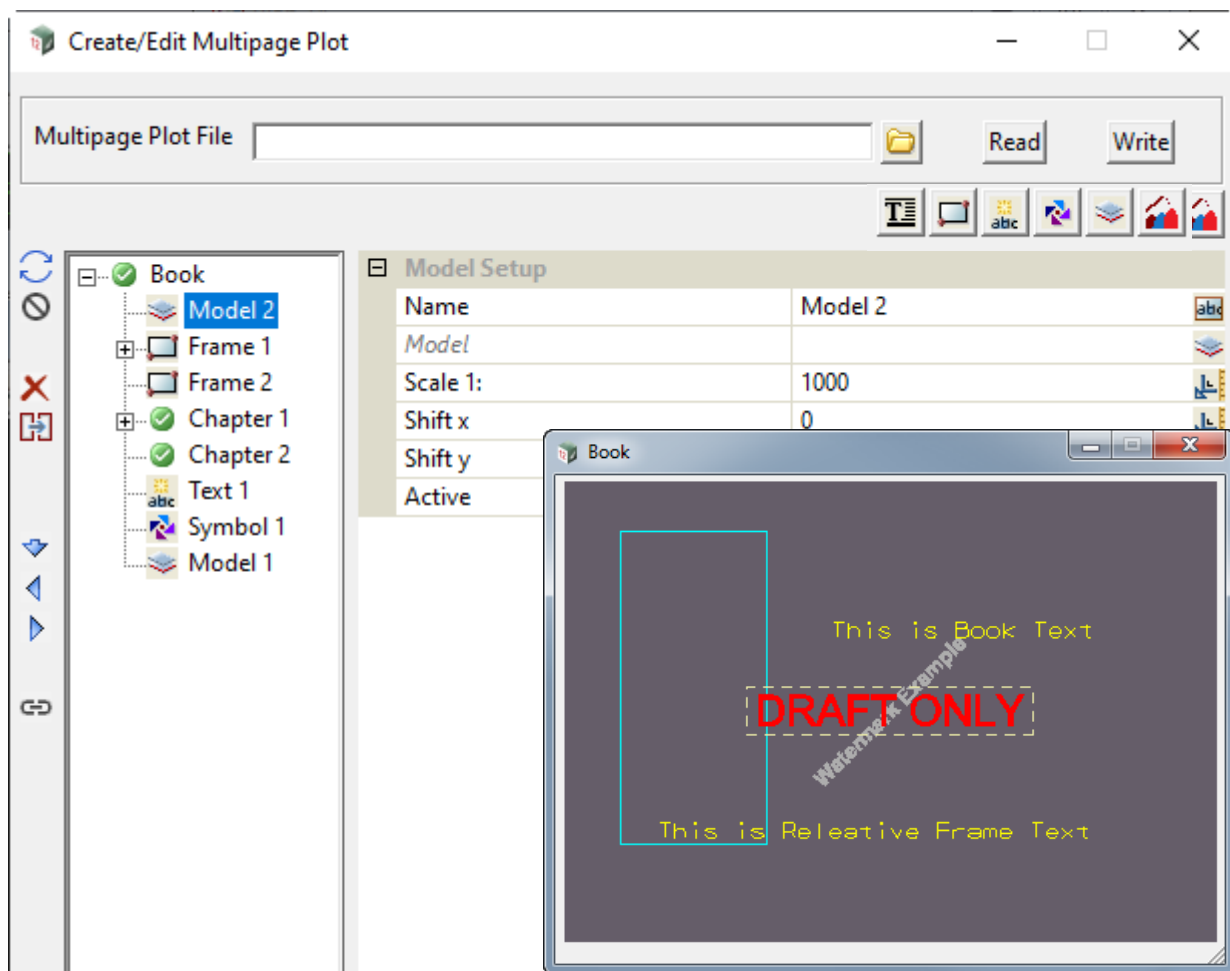 Create/Edit Multipage Plot
Multipage Plot File
Read
Write
Book
Model 2
Frame 1
Frame 2
Chapter 1
Chapter 2
Text 1
Symbol 1
Model 1
Model Setup
Name Model 2
Model
Scale 1: 1000
Shift x 0
Shift y
Active
Book
This is Book Text
DRAFT ONLY
Watermark Example
This is Releative Frame Text